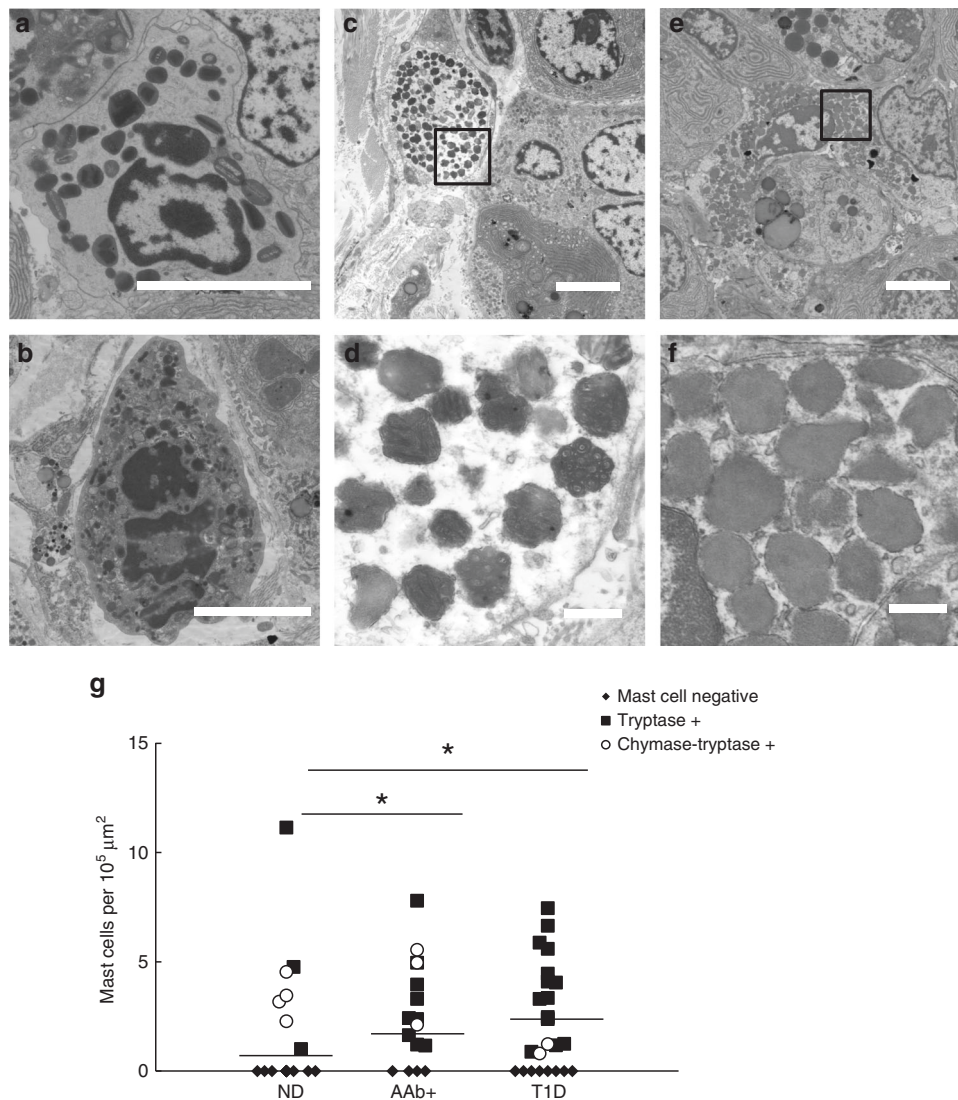 a
c
e
b
d
f
g
◆ Mast cell negative
■ Tryptase +
○ Chymase-tryptase +
Mast cells per 10⁵ μm²
15
10
5
0
*
*
ND
AAb+
T1D